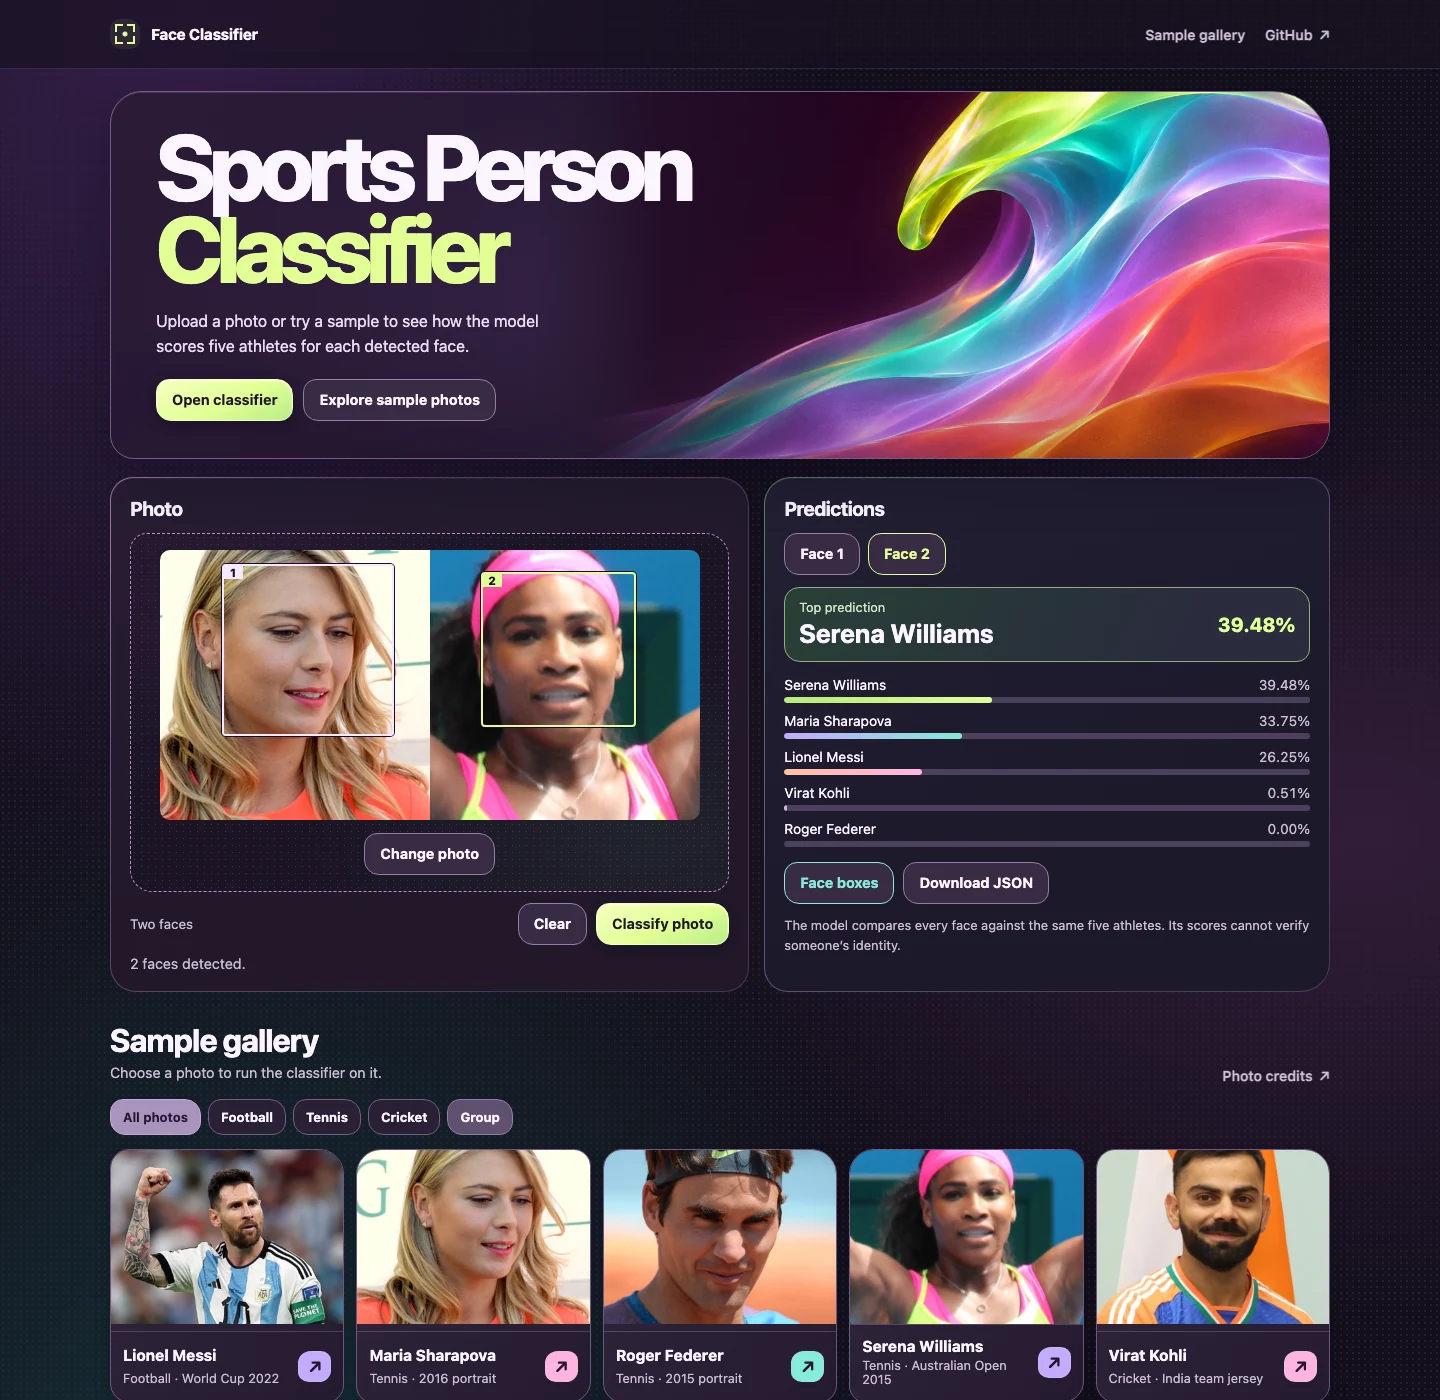 Face Classifier
Sample gallery
GitHub ↗
Sports Person
Classifier
Upload a photo or try a sample to see how the model
scores five athletes for each detected face.
Open classifier
Explore sample photos
Photo
1
2
Change photo
Two faces
Clear
Classify photo
2 faces detected.
Predictions
Face 1
Face 2
Top prediction
Serena Williams
39.48%
Serena Williams 39.48%
Maria Sharapova 33.75%
Lionel Messi 26.25%
Virat Kohli 0.51%
Roger Federer 0.00%
Face boxes
Download JSON
The model compares every face against the same five athletes. Its scores cannot verify
someone's identity.
Sample gallery
Choose a photo to run the classifier on it.
Photo credits ↗
All photos
Football
Tennis
Cricket
Group
10
SAVE THE
PLANET
G
Lionel Messi
Football · World Cup 2022
Maria Sharapova
Tennis · 2016 portrait
Roger Federer
Tennis · 2015 portrait
Serena Williams
Tennis · Australian Open
2015
Virat Kohli
Cricket · India team jersey